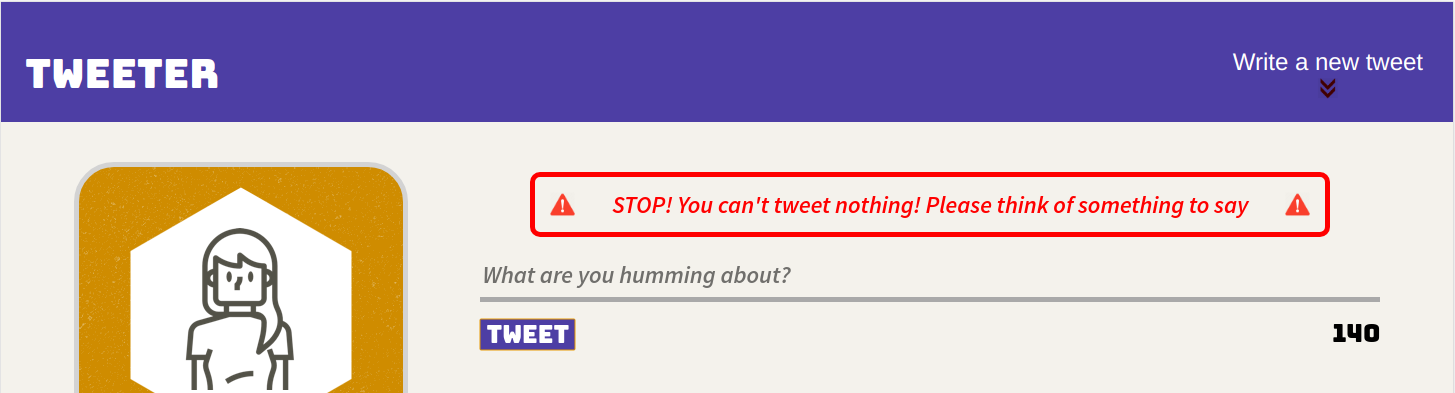 TWEETER
Write a new tweet
STOP! You can't tweet nothing! Please think of something to say
What are you humming about?
TWEET
140